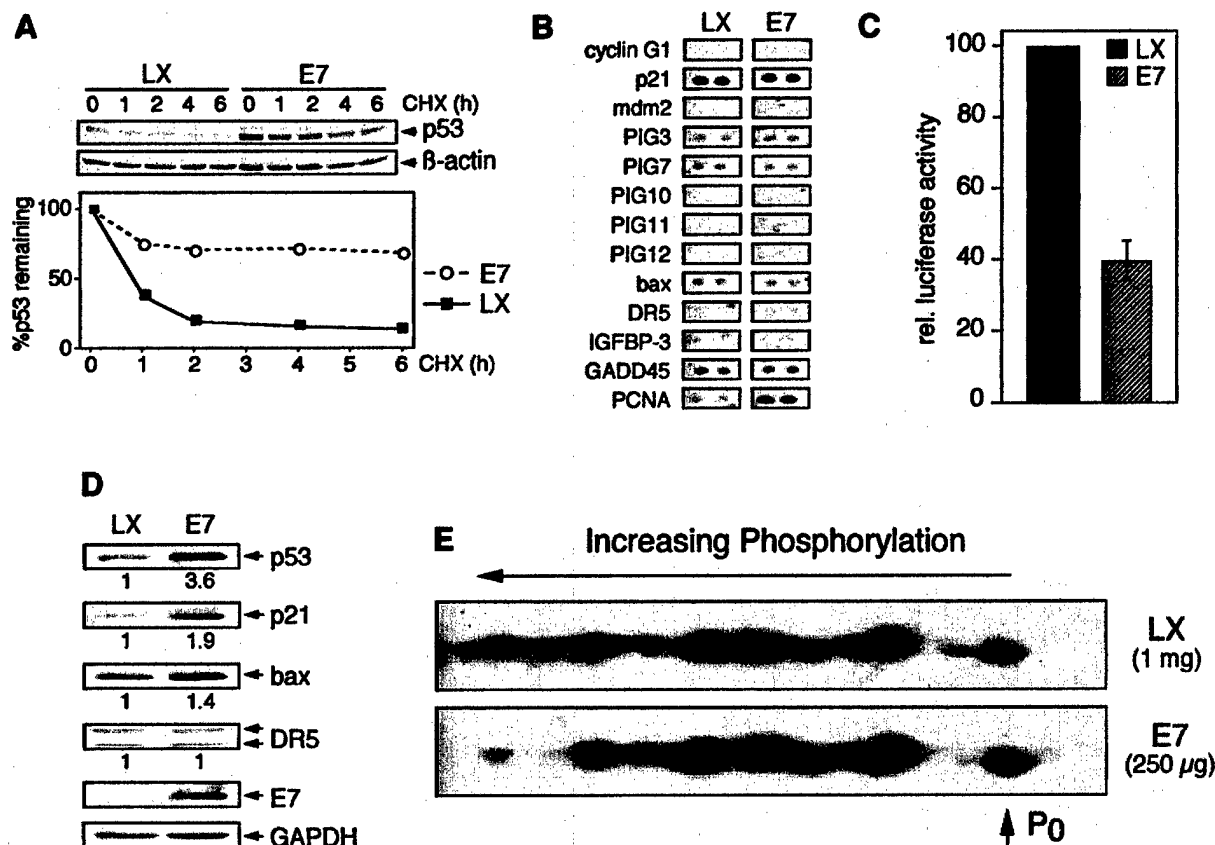 A
LX E7
0 1 2 4 6 0 1 2 4 6 CHX (h)
p53
ß-actin
%p53 remaining
100
50
0
0 1 2 3 4 5 6 CHX (h)
E7
LX
B
LX E7
cyclin G1
p21
mdm2
PIG3
PIG7
PIG10
PIG11
PIG12
bax
DR5
IGFBP-3
GADD45
PCNA
C
rel. luciferase activity
100
80
60
40
20
0
LX
E7
D
LX E7
p53
1 3.6
p21
1 1.9
bax
1 1.4
DR5
1 1
E7
GAPDH
E
Increasing Phosphorylation
LX
(1 mg)
E7
(250 µg)
P0